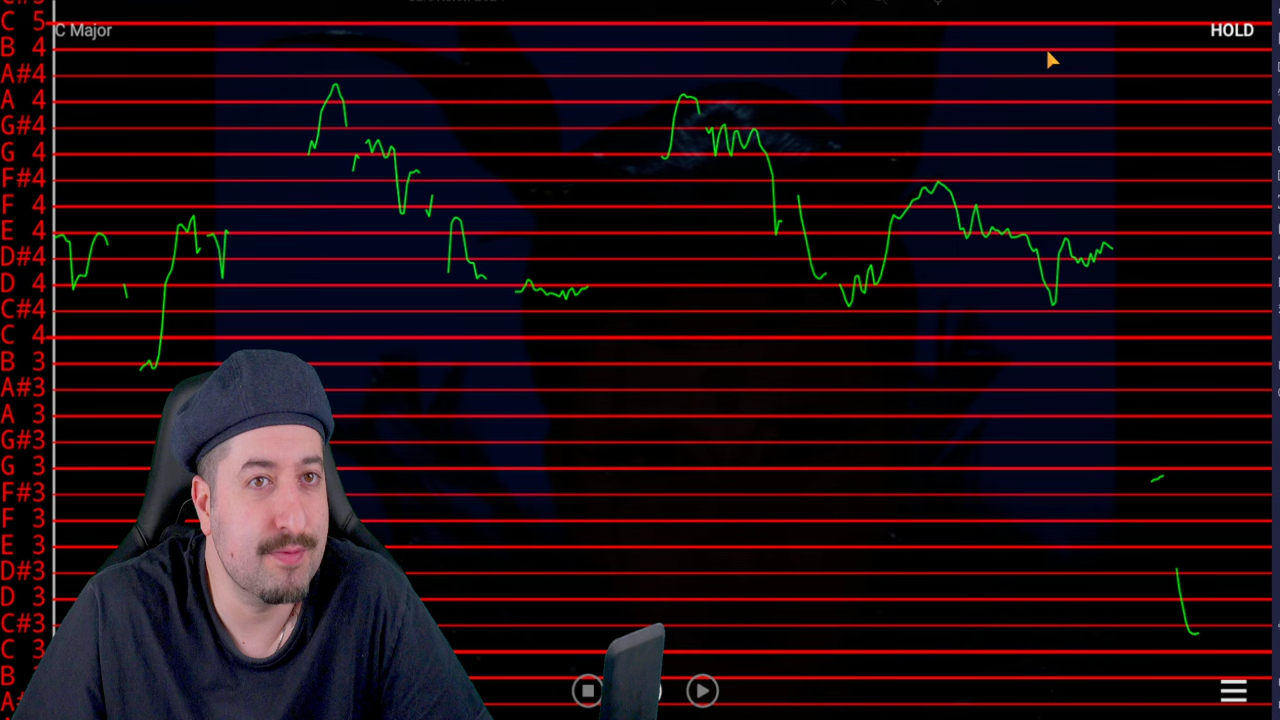 C 5
C Major
HOLD
B 4
A#4
A 4
G#4
G 4
F#4
F 4
E 4
D#4
D 4
C#4
C 4
B 3
A#3
A 3
G#3
G 3
F#3
F 3
E 3
D#3
D 3
C#3
C 3
B
A#